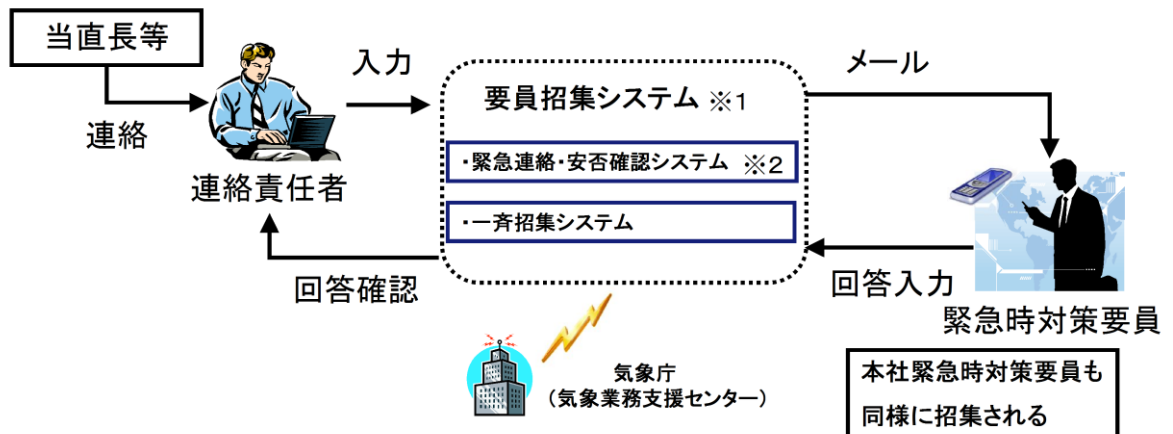 当直長等
連絡
連絡責任者
入力
要員招集システム ※1
・緊急連絡・安否確認システム ※2
・一斉招集システム
メール
回答入力
緊急時対策要員
回答確認
気象庁
（気象業務支援センター）
本社緊急時対策要員も
同様に招集される